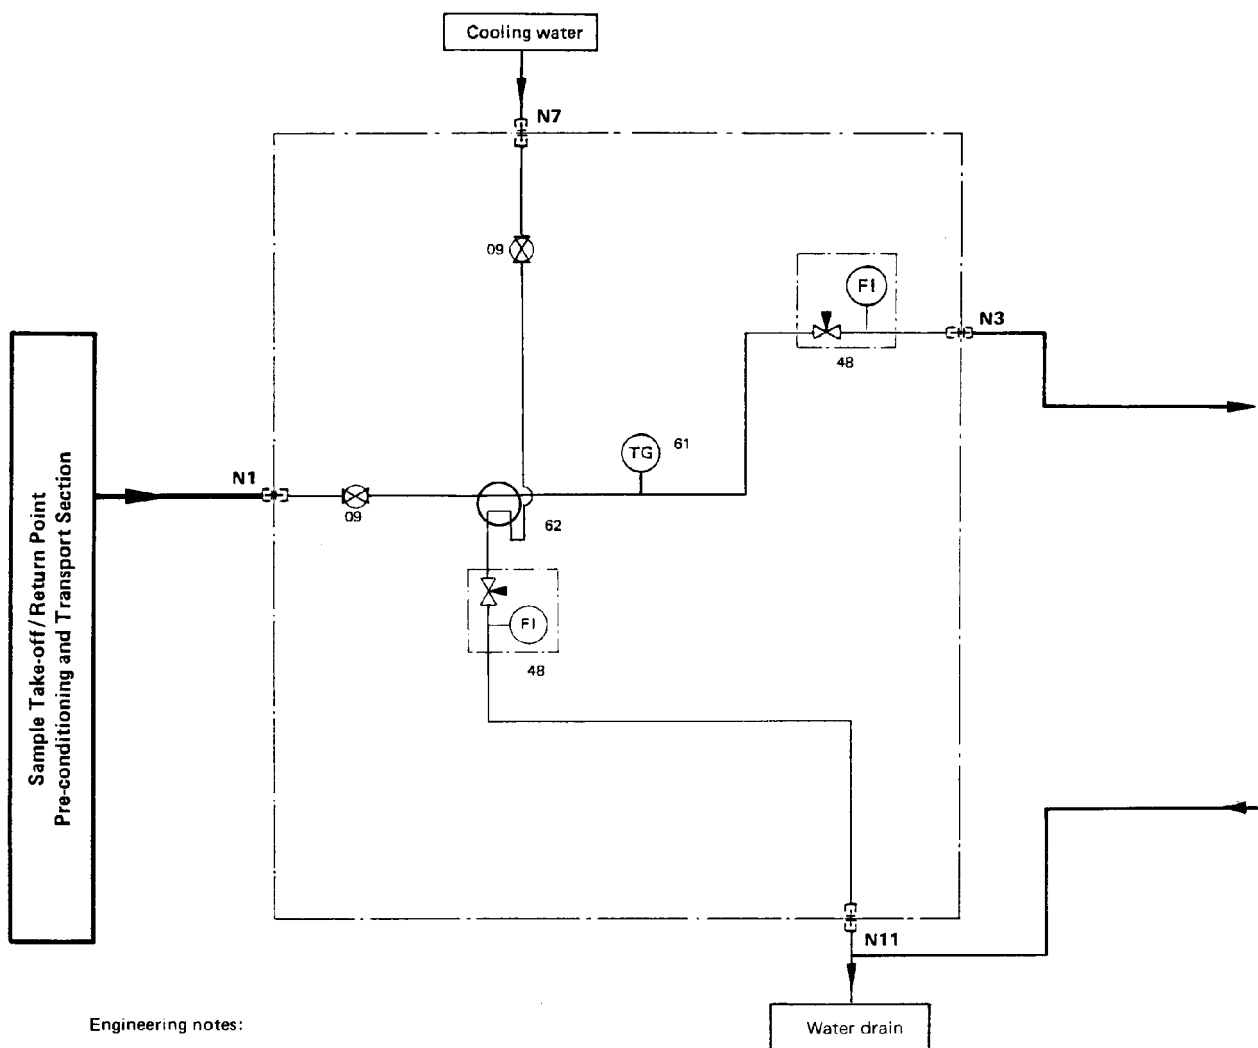 Cooling water
N7
09
FI
N3
48
TG
61
N1
09
62
FI
48
Sample Take-off/Return Point
Pre-conditioning and Transport Section
N11
Engineering notes:
Water drain